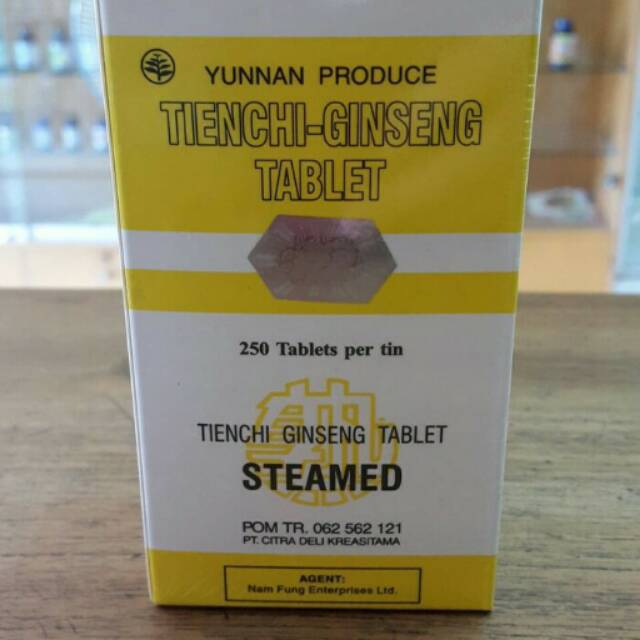 YUNNAN PRODUCE
TIENCHI-GINSENG
TABLET
250 Tablets per tin
TIENCHI GINSENG TABLET
STEAMED
POM TR. 062 562 121
PT. CITRA DELI KREASITAMA
AGENT:
Nam Fung Enterprises Ltd.